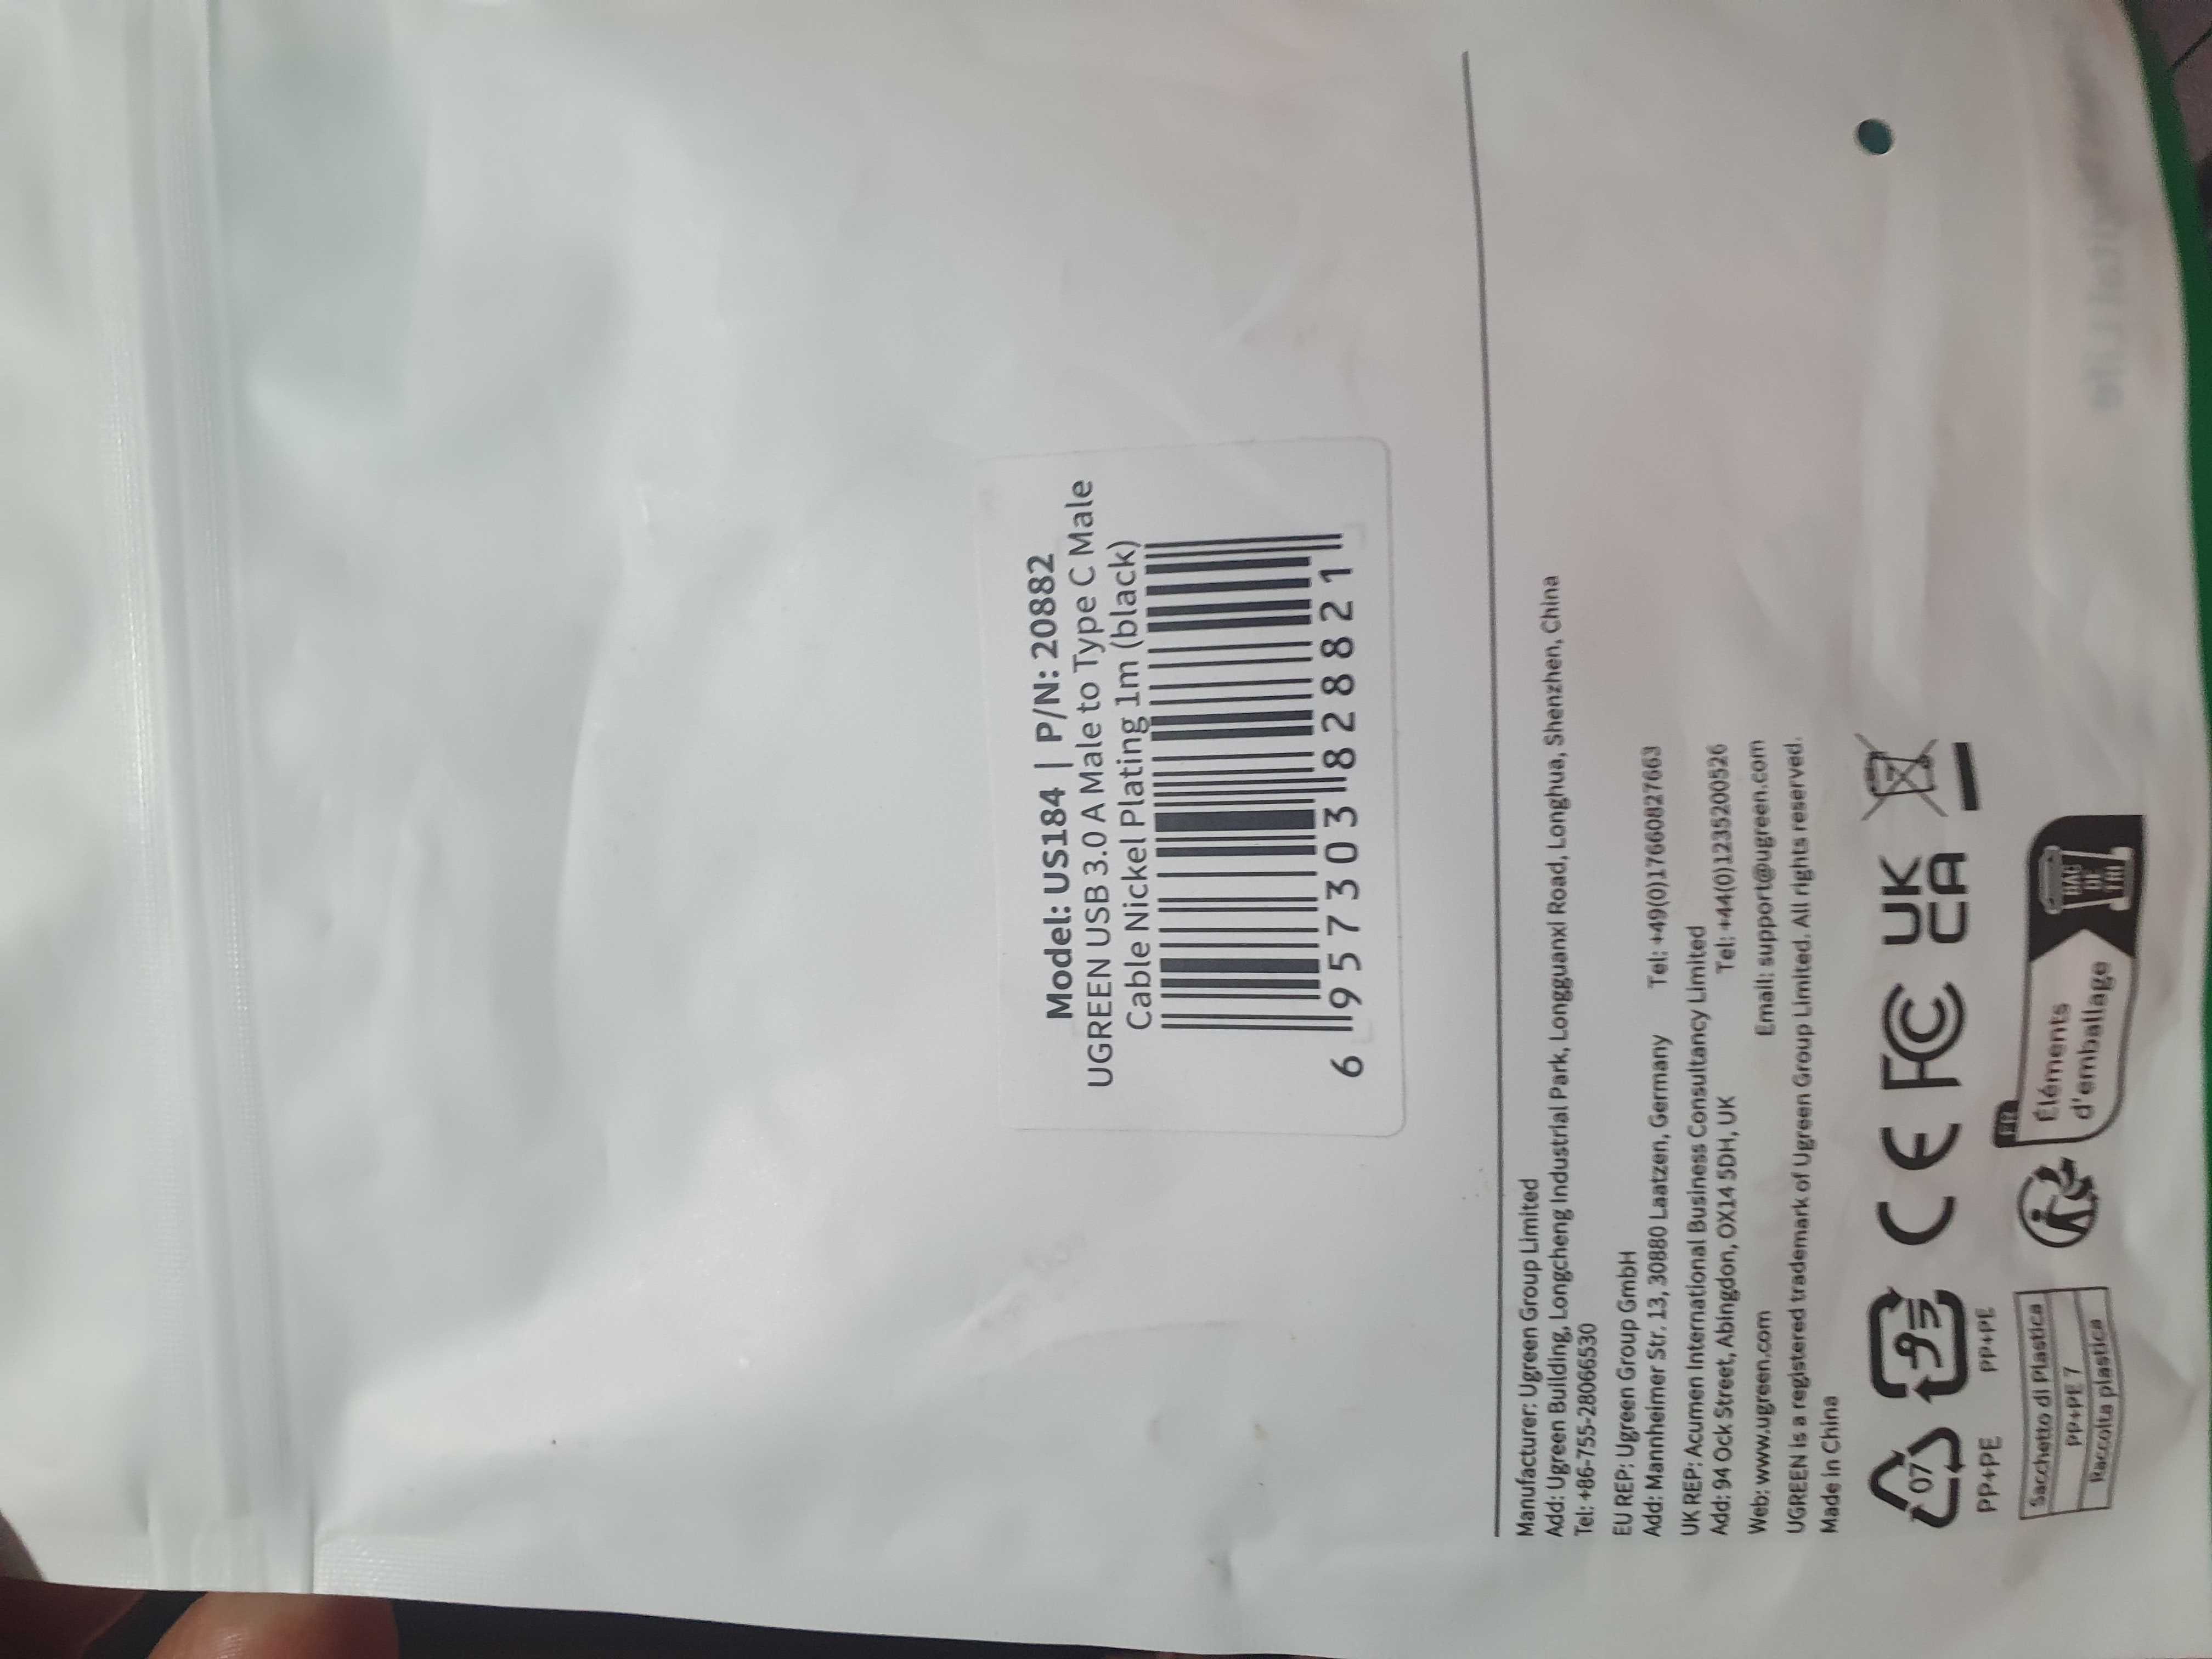 Model: US184 | P/N: 20882
UGREEN USB 3.0 A Male to Type C Male
Cable Nickel Plating 1m (black)
6 957303 828821
Manufacturer: Ugreen Group Limited
Add: Ugreen Building, Longcheng Industrial Park, Longguanxi Road, Longhua, Shenzhen, China
Tel: +86-755-28066530
EU REP: Ugreen Group GmbH
Add: Mannheimer Str. 13, 30880 Laatzen, Germany Tel: +49(0)17660827663
UK REP: Acumen International Business Consultancy Limited
Add: 94 Ock Street, Abingdon, OX14 5DH, UK Tel: +44(0)1235200526
Web: www.ugreen.com Email: support@ugreen.com
UGREEN is a registered trademark of Ugreen Group Limited. All rights reserved.
Made in China
07 CE FC UK
CA
PP+PE PP+PE
Sacchetto di Plastica
PP+PE 7
Raccolta plastica
FR
Éléments
d'emballage
BAC
DE
TRI